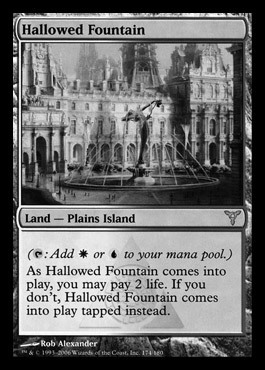 Hallowed Fountain
Land — Plains Island
(: Add or to your mana pool.)
As Hallowed Fountain comes into
play, you may pay 2 life. If you
don't, Hallowed Fountain comes
into play tapped instead.
Rob Alexander
™ & © 1993–2006 Wizards of the Coast, Inc. 174/180